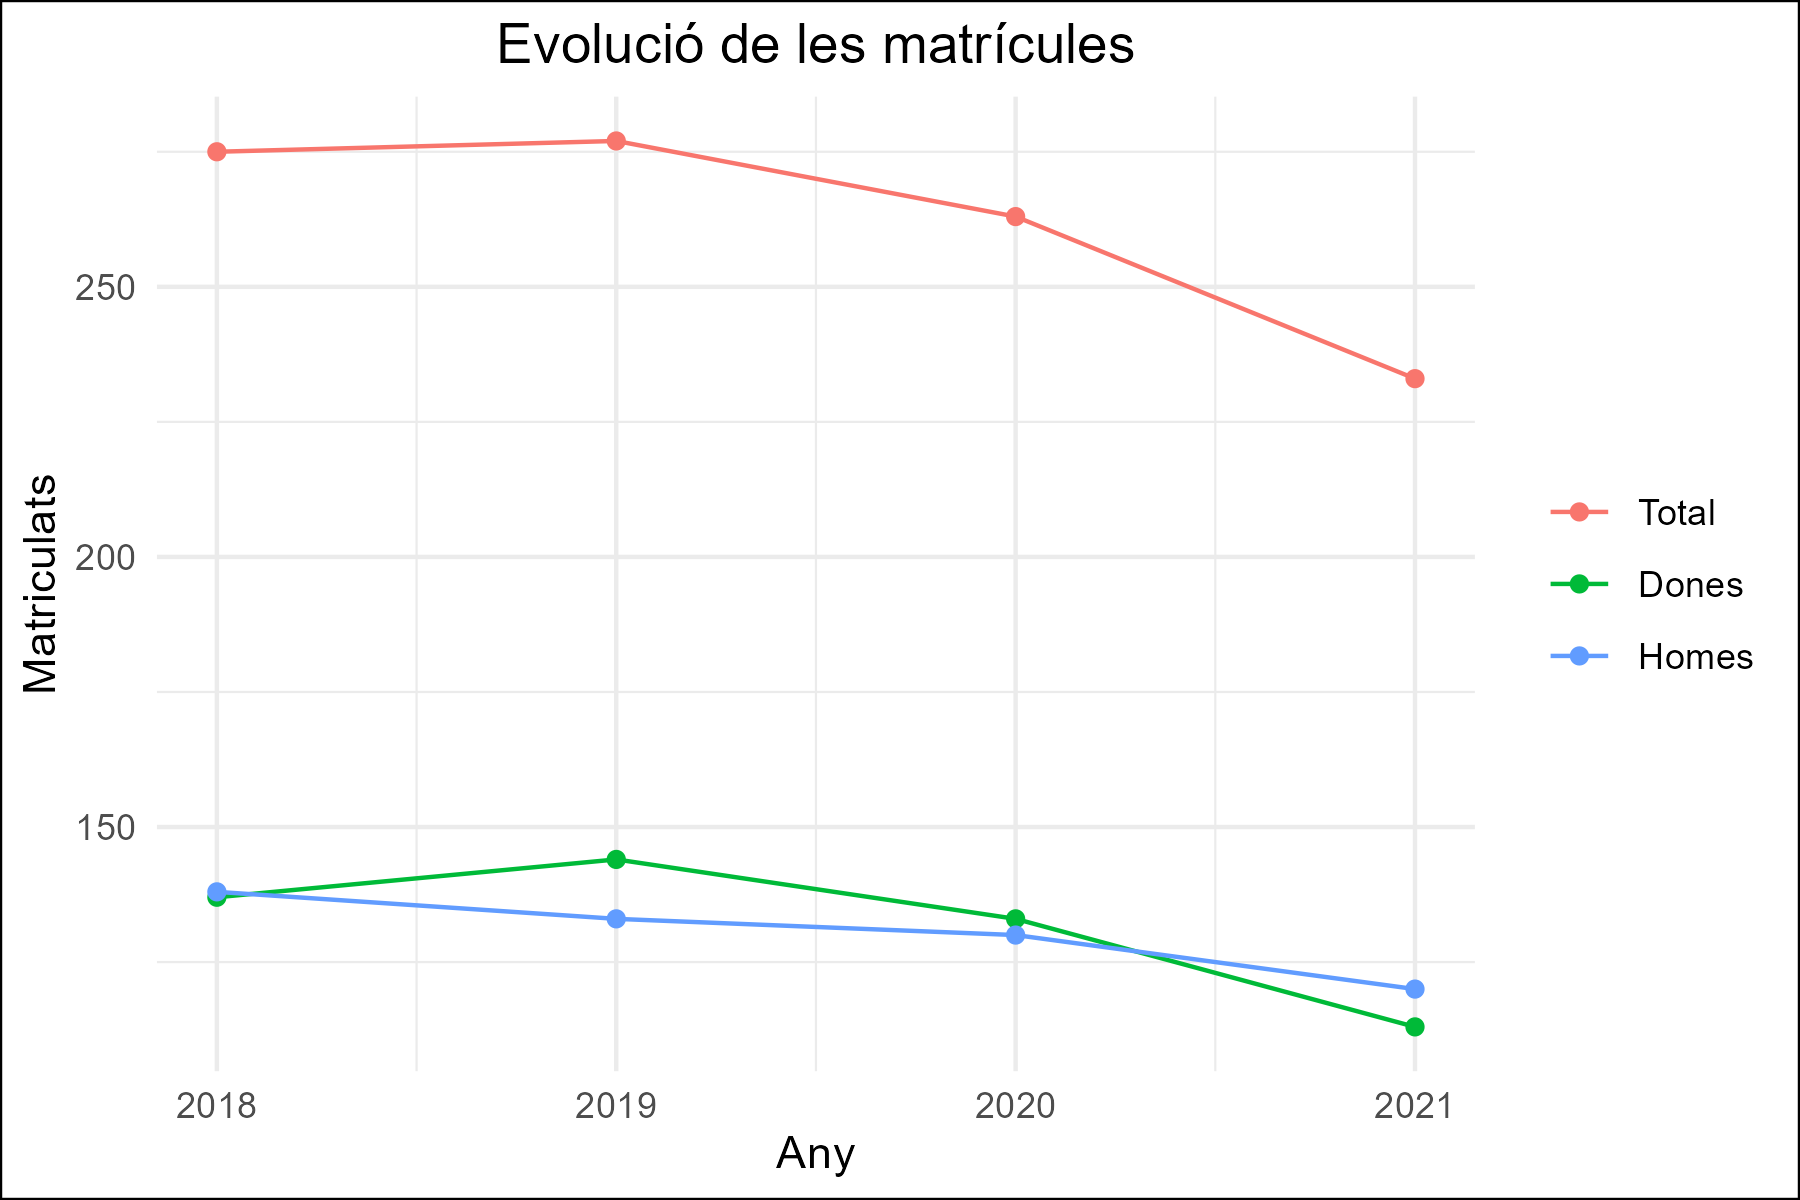 Evolució de les matrícules
Matriculats
250
200
150
2018
2019
2020
2021
Any
Total
Dones
Homes